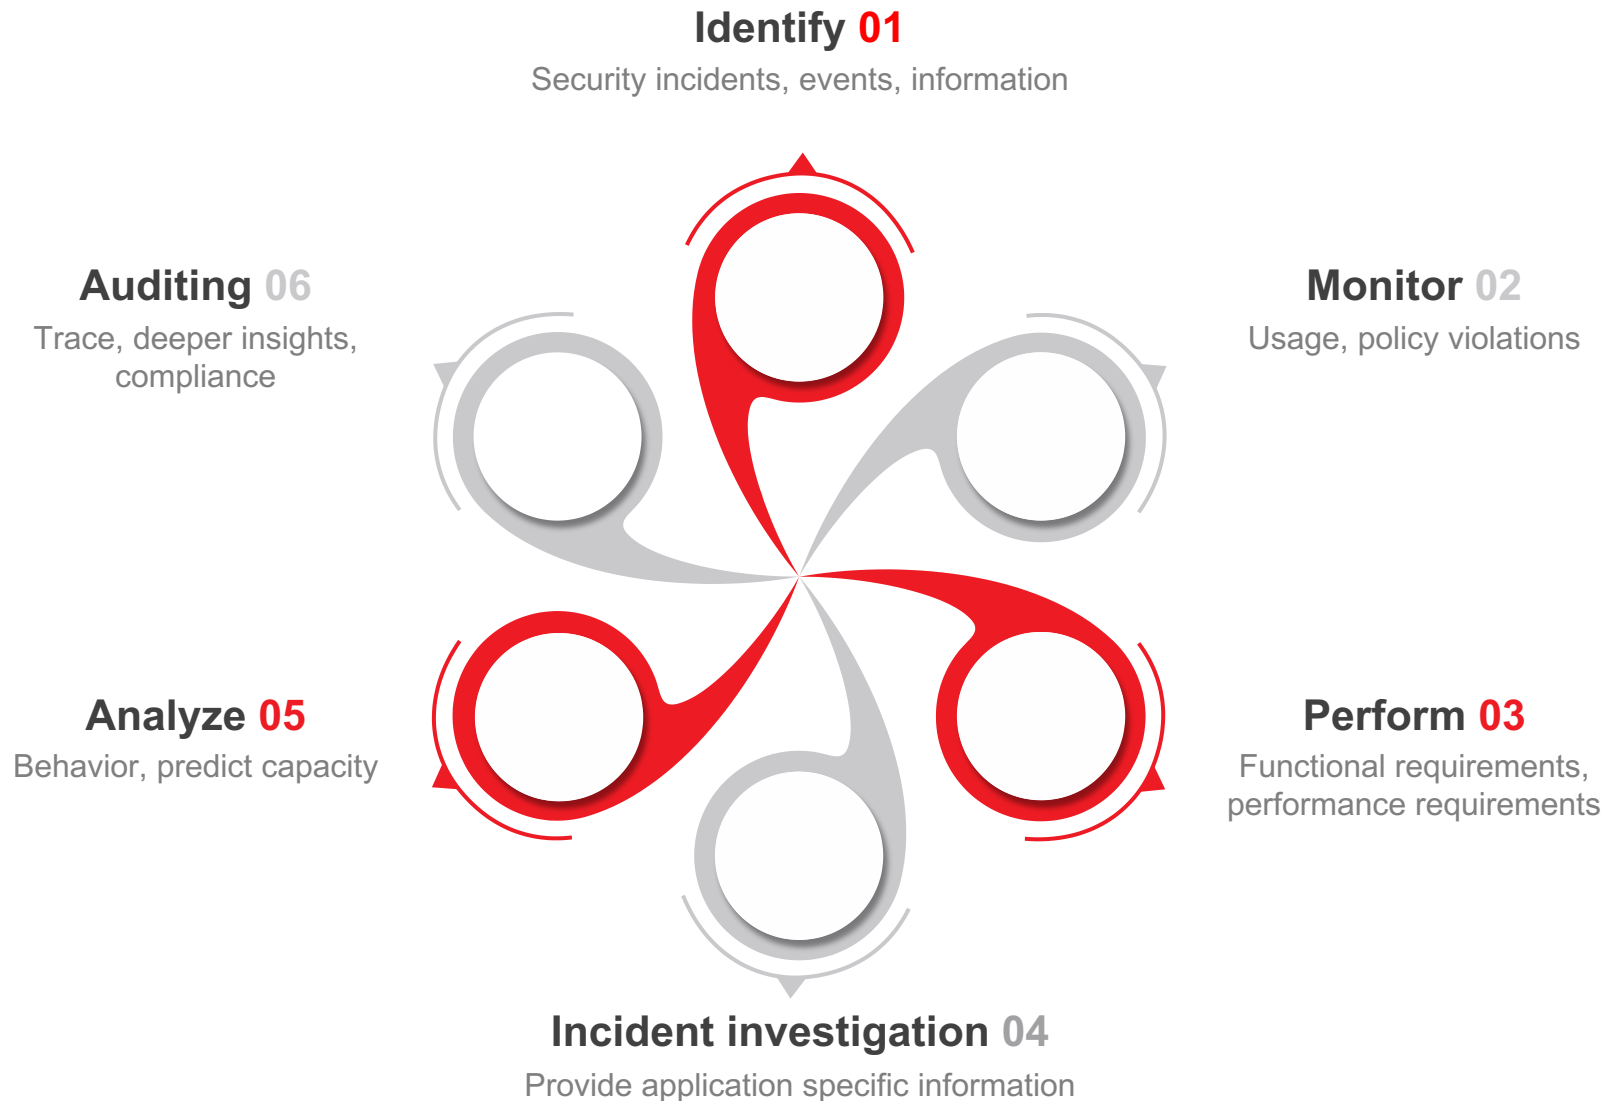 Identify 01
Security incidents, events, information
Monitor 02
Usage, policy violations
Perform 03
Functional requirements,
performance requirements
Incident investigation 04
Provide application specific information
Analyze 05
Behavior, predict capacity
Auditing 06
Trace, deeper insights,
compliance